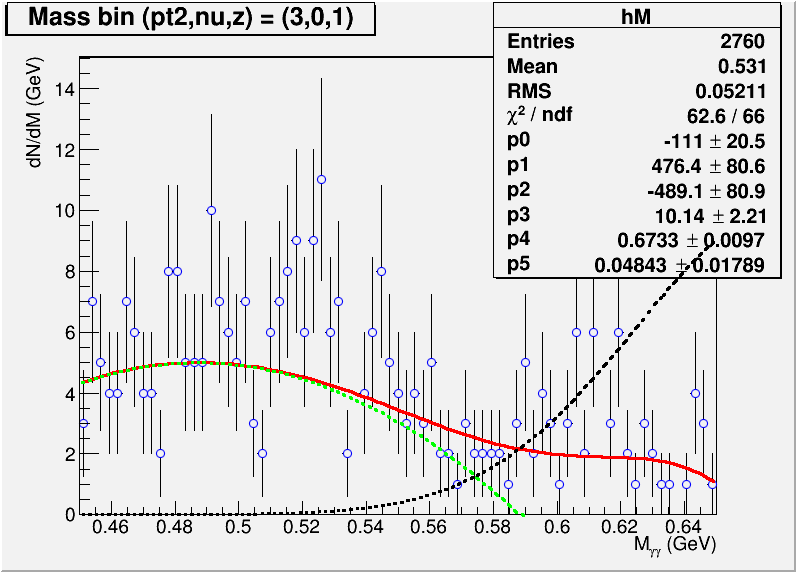 Mass bin (pt2,nu,z) = (3,0,1)
hM
Entries 2760
Mean 0.531
RMS 0.05211
χ² / ndf 62.6 / 66
p0 -111 ± 20.5
p1 476.4 ± 80.6
p2 -489.1 ± 80.9
p3 10.14 ± 2.21
p4 0.6733 ± 0.0097
p5 0.04843 ± 0.01789
dN/dM (GeV)
14
12
10
8
6
4
2
0
0.46 0.48 0.5 0.52 0.54 0.56 0.58 0.6 0.62 0.64
Mγγ (GeV)